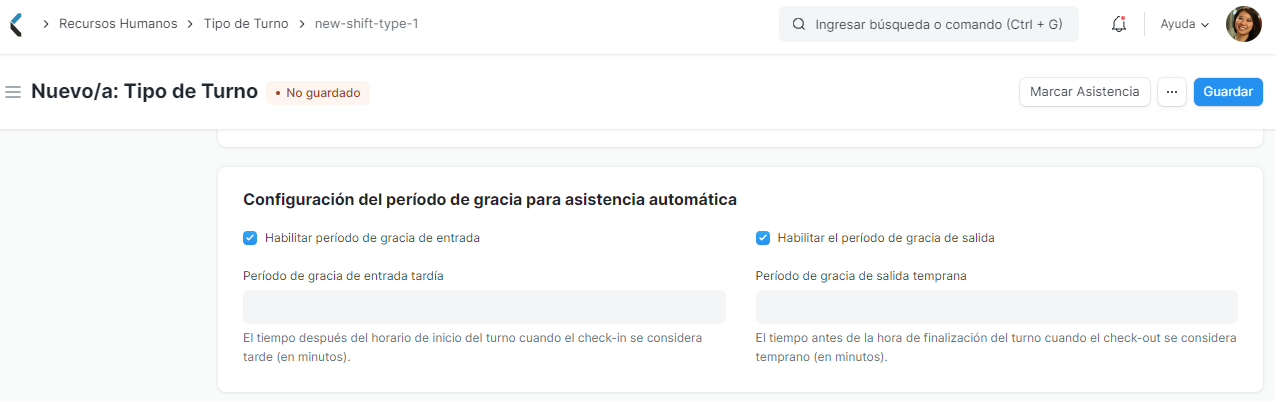 Recursos Humanos
Tipo de Turno
new-shift-type-1
Ingresar búsqueda o comando (Ctrl + G)
Ayuda
Nuevo/a: Tipo de Turno
• No guardado
Marcar Asistencia
...
Guardar
Configuración del período de gracia para asistencia automática
Habilitar período de gracia de entrada
Habilitar el período de gracia de salida
Período de gracia de entrada tardía
Período de gracia de salida temprana
El tiempo después del horario de inicio del turno cuando el check-in se considera
tarde (en minutos).
El tiempo antes de la hora de finalización del turno cuando el check-out se considera
temprano (en minutos).